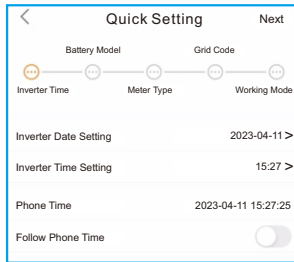 Quick Setting Next
Battery Model Grid Code
Inverter Time Meter Type Working Mode
Inverter Date Setting 2023-04-11 >
Inverter Time Setting 15:27 >
Phone Time 2023-04-11 15:27:25
Follow Phone Time